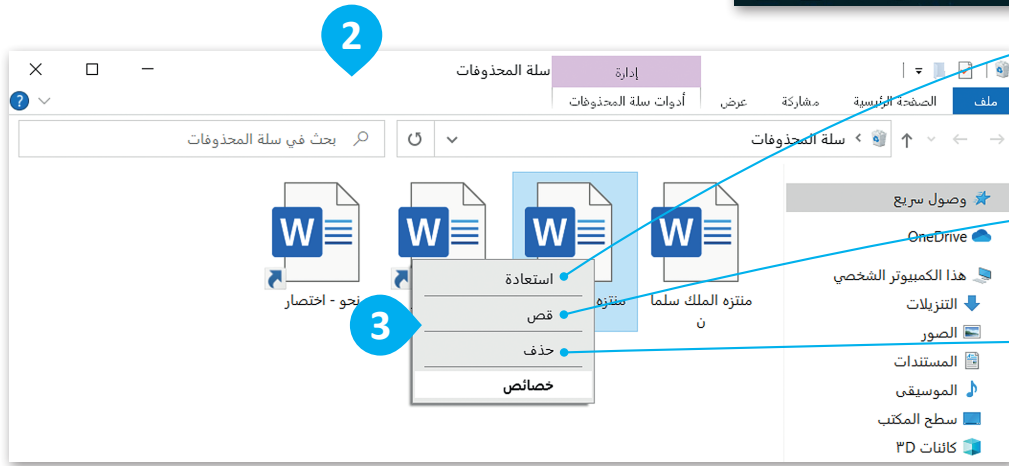 2
سلة المحذوفات
إدارة
ملف
الصفحة الرئيسية
مشاركة
عرض
أدوات سلة المحذوفات
?
سلة المحذوفات
بحث في سلة المحذوفات
وصول سريع
OneDrive
هذا الكمبيوتر الشخصي
التنزيلات
الصور
المستندات
الموسيقى
سطح المكتب
كائنات ٣D
W
W
W
W
منتزه الملك سلما
ن
منتزه
نحو - اختصار
3
استعادة
قص
حذف
خصائص